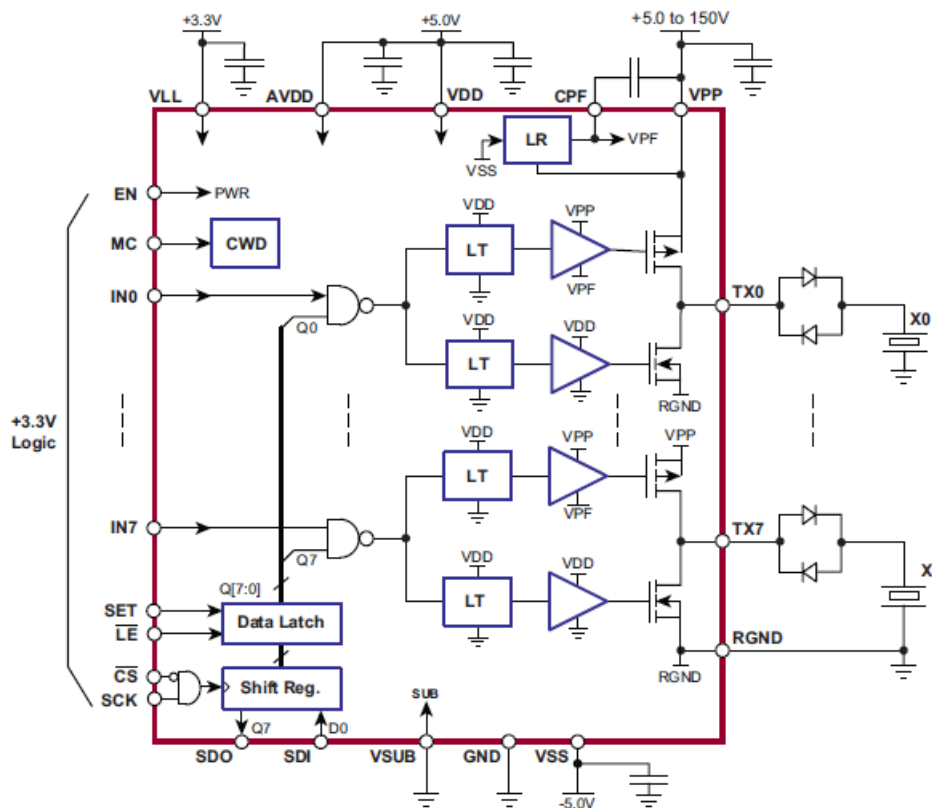 +3.3V
+5.0V
+5.0 to 150V
VLL
AVDD
VDD
CPF
VPP
LR
VPF
VSS
EN
PWR
MC
CWD
IN0
Q0
VDD
LT
VPP
VPF
TX0
X0
VDD
LT
VDD
RGND
+3.3V
Logic
VDD
LT
VPP
VPF
VPP
IN7
Q7
TX7
X
VDD
LT
VDD
RGND
RGND
Q[7:0]
SET
LE
Data Latch
CS
SCK
Shift Reg.
SUB
Q7
D0
SDO
SDI
VSUB
GND
VSS
-5.0V